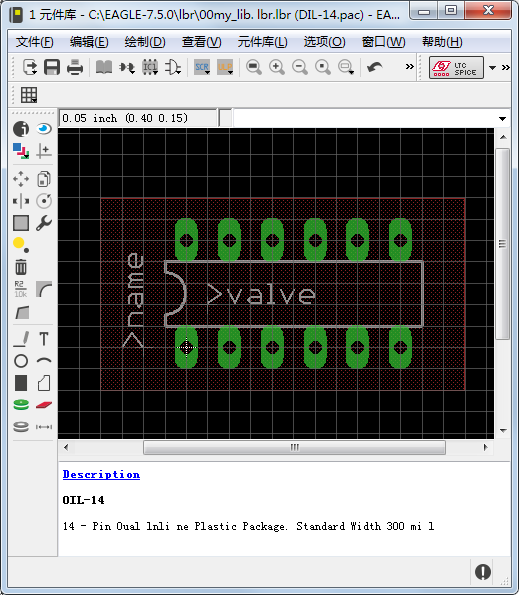 1 元件库 - C:\EAGLE-7.5.0\lbr\00my_lib. lbr.lbr (DIL-14.pac) - EA...
文件(F) 编辑(E) 绘制(D) 查看(V) 元件库(L) 选项(O) 窗口(W) 帮助(H)
SCR ULP LTC
SPICE
0.05 inch (0.40 0.15)
R2
10k
T
>name
>valve
Description
OIL-14
14 - Pin Oual lnli ne Plastic Package. Standard Width 300 mi l